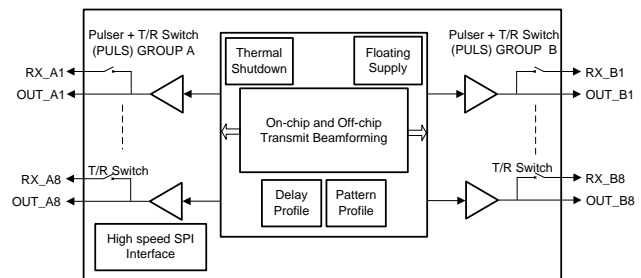 Pulser + T/R Switch
(PULS) GROUP A
Pulser + T/R Switch
(PULS) GROUP B
Thermal
Shutdown
Floating
Supply
RX_A1
OUT_A1
RX_B1
OUT_B1
On-chip and Off-chip
Transmit Beamforming
T/R Switch
T/R Switch
RX_A8
OUT_A8
RX_B8
OUT_B8
Delay
Profile
Pattern
Profile
High speed SPI
Interface